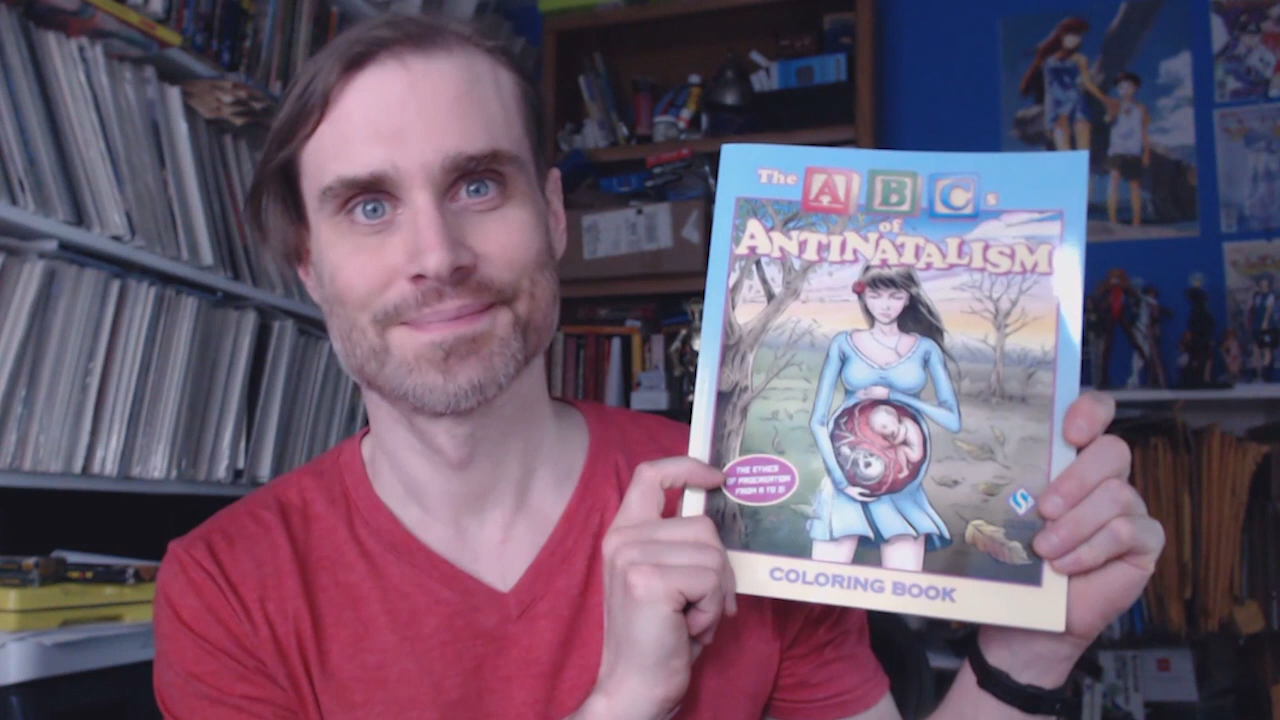 The ABCs
of
ANTINATALISM
THE ETHICS
OF PROCREATION
FROM A TO Z!
COLORING BOOK